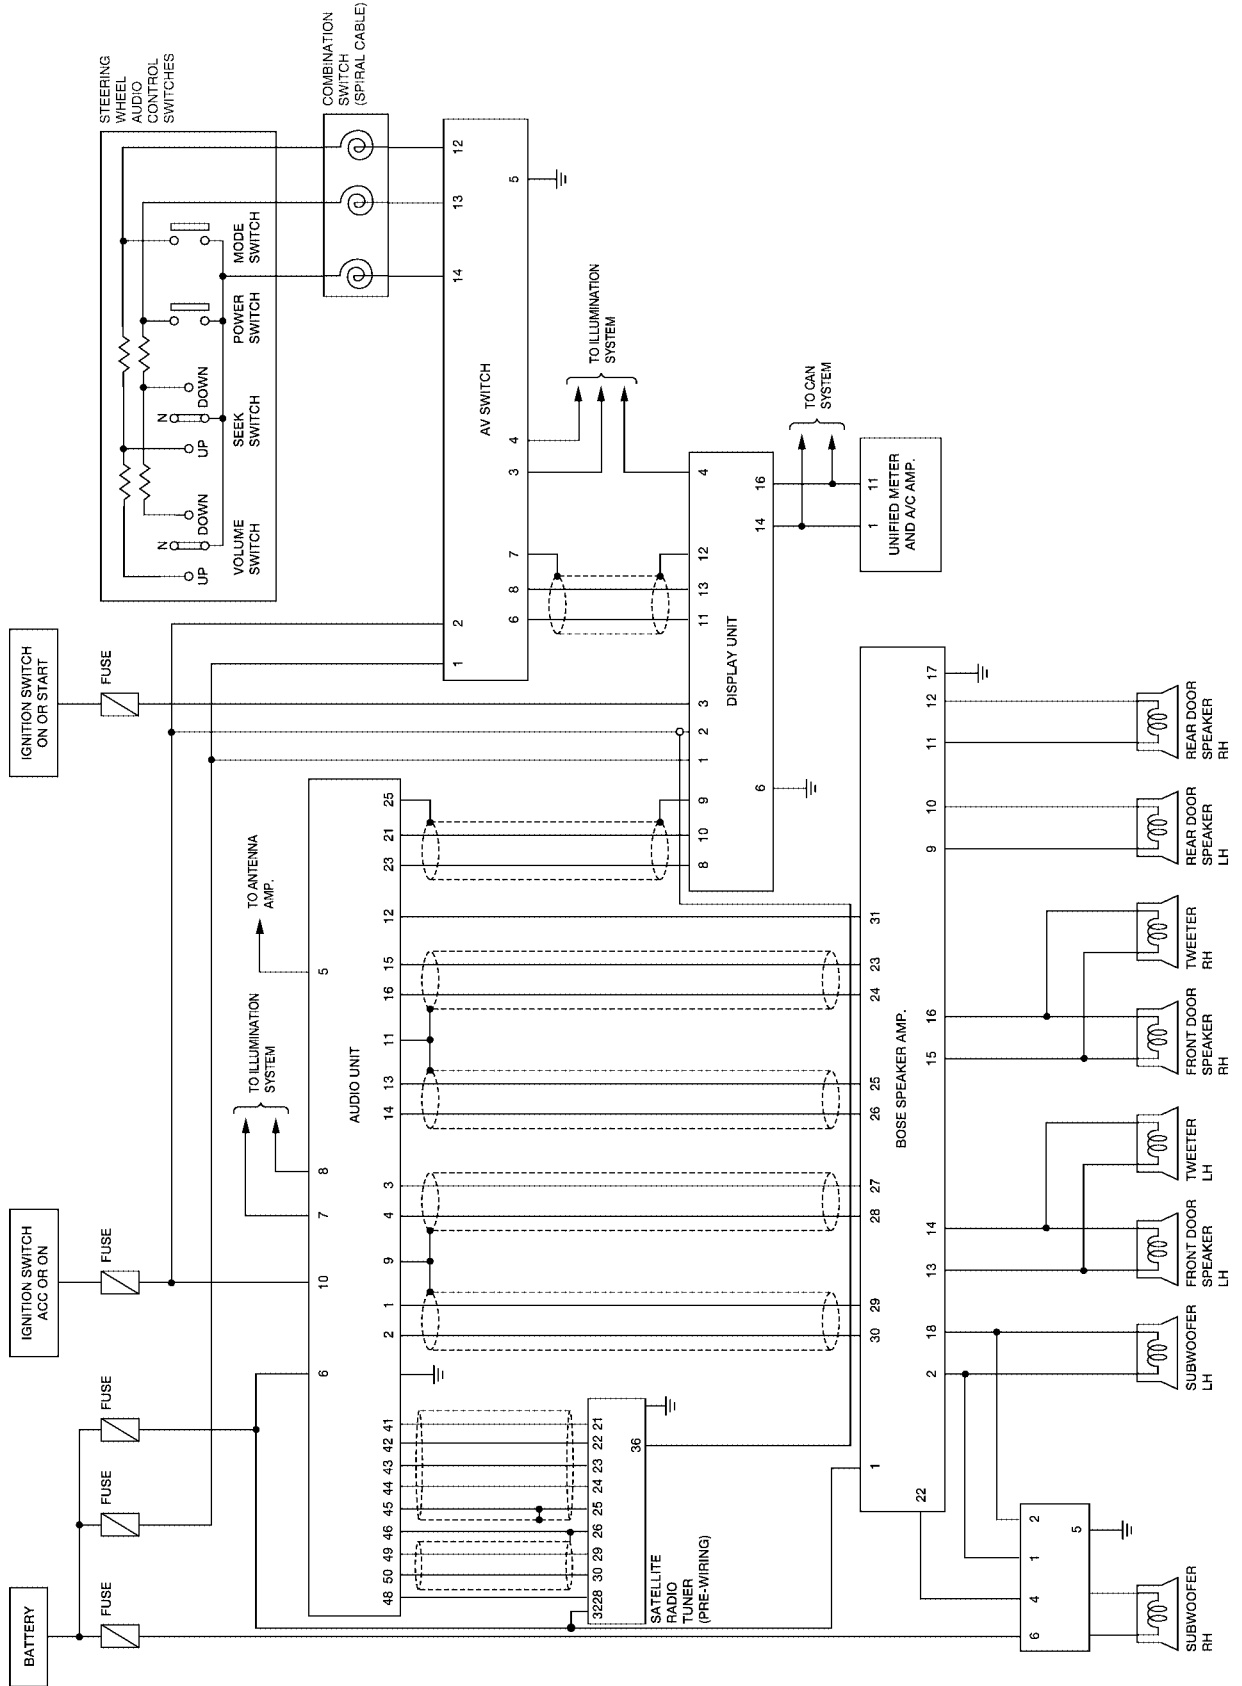 BATTERY
FUSE
FUSE
FUSE
IGNITION SWITCH
ACC OR ON
FUSE
IGNITION SWITCH
ON OR START
FUSE
STEERING
WHEEL
AUDIO
CONTROL
SWITCHES
UP
N
DOWN
VOLUME
SWITCH
UP
N
DOWN
SEEK
SWITCH
POWER
SWITCH
MODE
SWITCH
COMBINATION
SWITCH
(SPIRAL CABLE)
1
2
14
13
12
AV SWITCH
6
8
7
3
4
5
TO ILLUMINATION
SYSTEM
TO ILLUMINATION
SYSTEM
TO ANTENNA
AMP.
6
10
7
8
5
AUDIO UNIT
48
50
49
46
45
44
43
42
41
2
1
9
4
3
14
13
11
16
15
12
23
21
25
3228
30
29
26
25
24
23
22
21
36
SATELLITE
RADIO
TUNER
(PRE-WIRING)
8
10
9
1
2
3
11
13
12
4
DISPLAY UNIT
6
14
16
TO CAN
SYSTEM
1
11
UNIFIED METER
AND A/C AMP.
1
30
29
28
27
26
25
24
23
31
BOSE SPEAKER AMP.
22
2
18
13
14
15
16
9
10
11
12
17
6
4
1
2
5
SUBWOOFER
RH
SUBWOOFER
LH
FRONT DOOR
SPEAKER
LH
TWEETER
LH
FRONT DOOR
SPEAKER
RH
TWEETER
RH
REAR DOOR
SPEAKER
LH
REAR DOOR
SPEAKER
RH